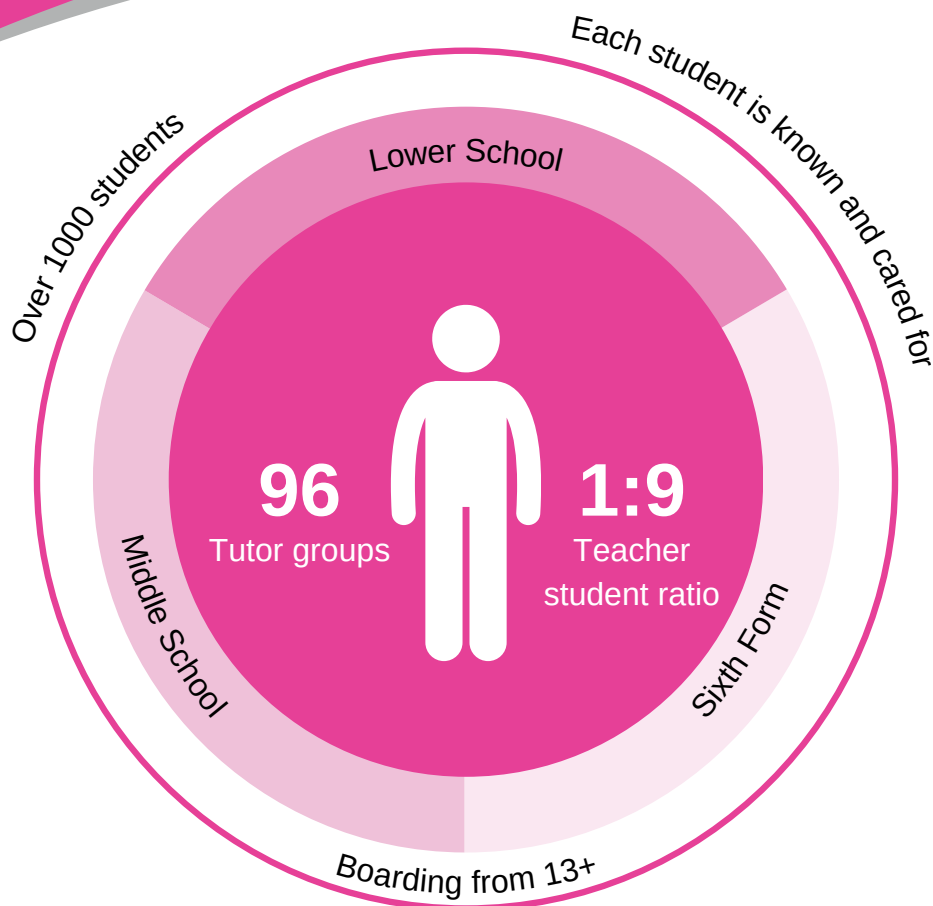 Over 1000 students
Each student is known and cared for
Lower School
96
Tutor groups
1:9
Teacher
student ratio
Middle School
Sixth Form
Boarding from 13+